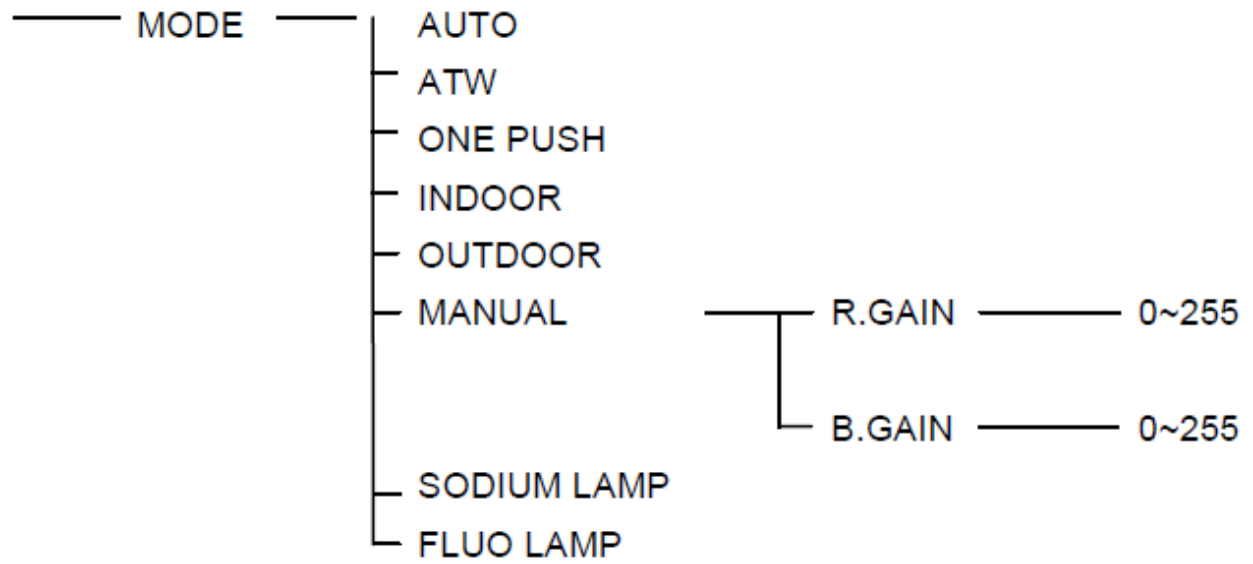 MODE AUTO
ATW
ONE PUSH
INDOOR
OUTDOOR
MANUAL R.GAIN 0~255
B.GAIN 0~255
SODIUM LAMP
FLUO LAMP